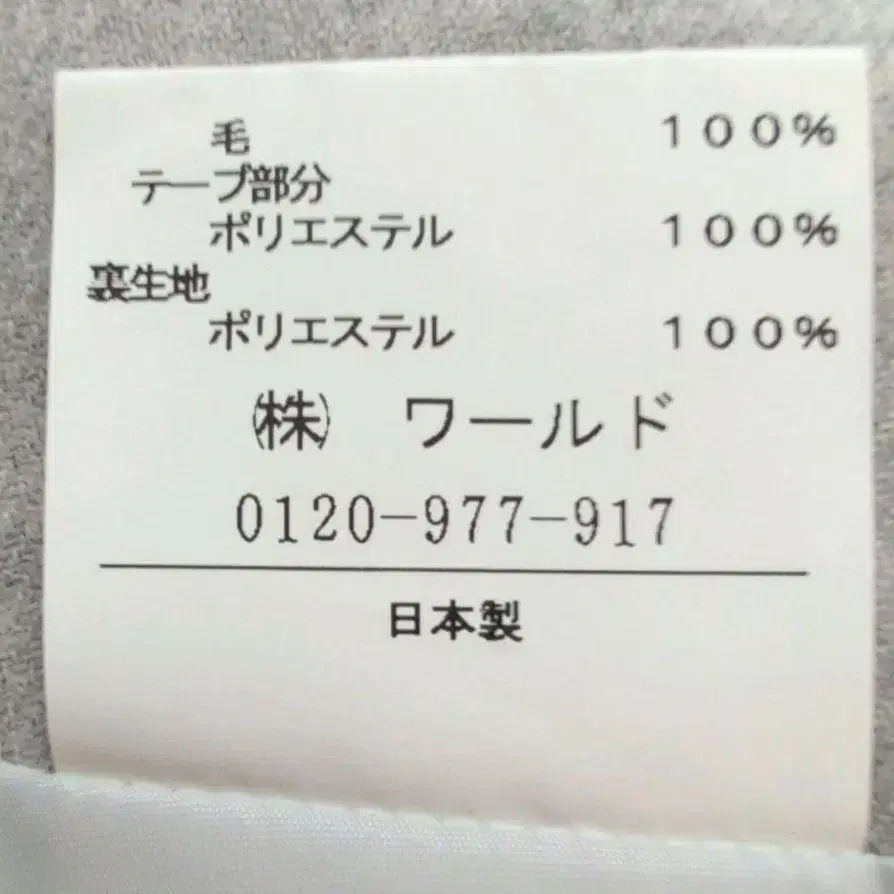 毛 100%
テープ部分
ポリエステル 100%
裏生地
ポリエステル 100%
㈱ ワールド
0120-977-917
日本製